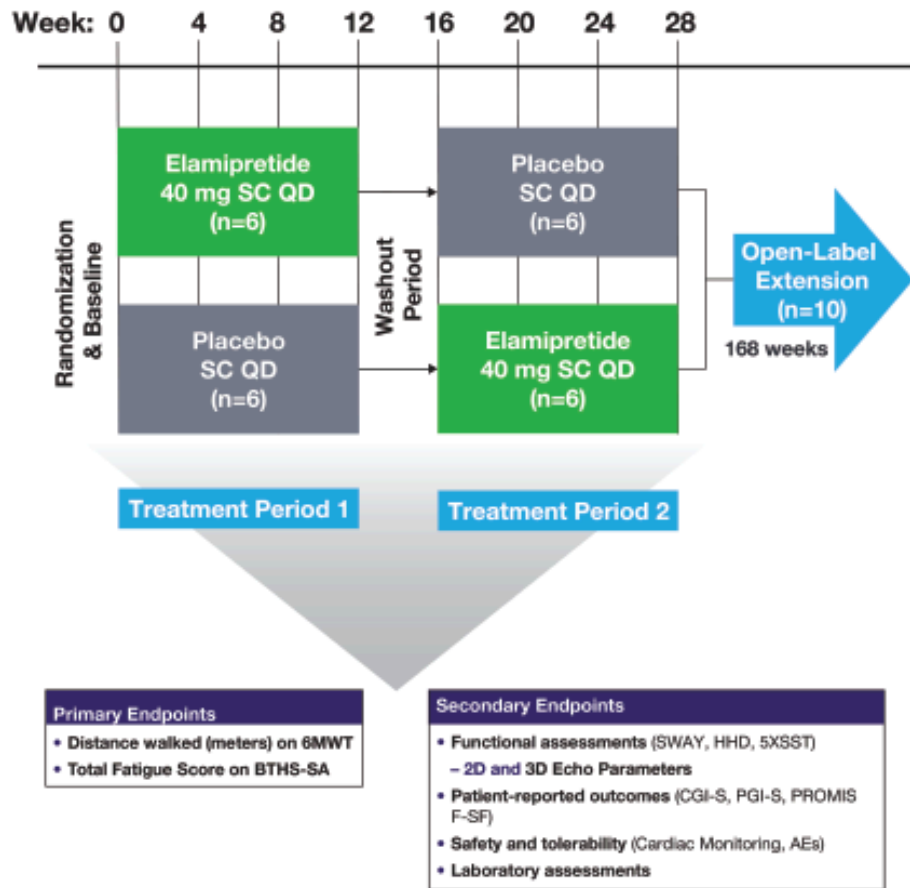 Week: 0 4 8 12 16 20 24 28
Randomization
& Baseline
Elamipretide
40 mg SC QD
(n=6)
Placebo
SC QD
(n=6)
Washout
Period
Placebo
SC QD
(n=6)
Elamipretide
40 mg SC QD
(n=6)
Open-Label
Extension
(n=10)
168 weeks
Treatment Period 1
Treatment Period 2
Primary Endpoints
• Distance walked (meters) on 6MWT
• Total Fatigue Score on BTHS-SA
Secondary Endpoints
• Functional assessments (SWAY, HHD, 5XSST)
– 2D and 3D Echo Parameters
• Patient-reported outcomes (CGI-S, PGI-S, PROMIS
F-SF)
• Safety and tolerability (Cardiac Monitoring, AEs)
• Laboratory assessments